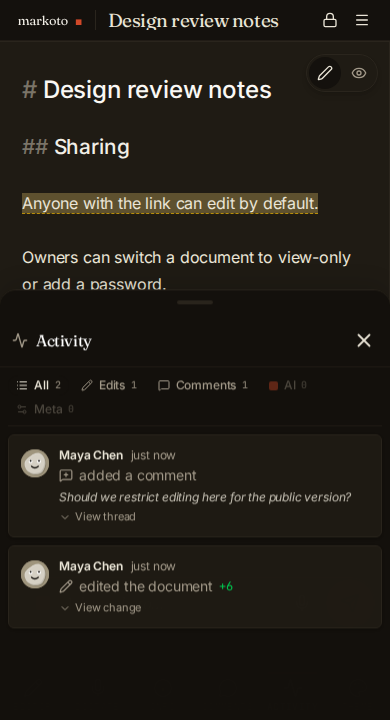 markoto
Design review notes
# Design review notes
## Sharing
Anyone with the link can edit by default.
Owners can switch a document to view-only
or add a password.
Activity
All 2 Edits 1 Comments 1 AI 0
Meta 0
Maya Chen just now
added a comment
Should we restrict editing here for the public version?
View thread
Maya Chen just now
edited the document +6
View change